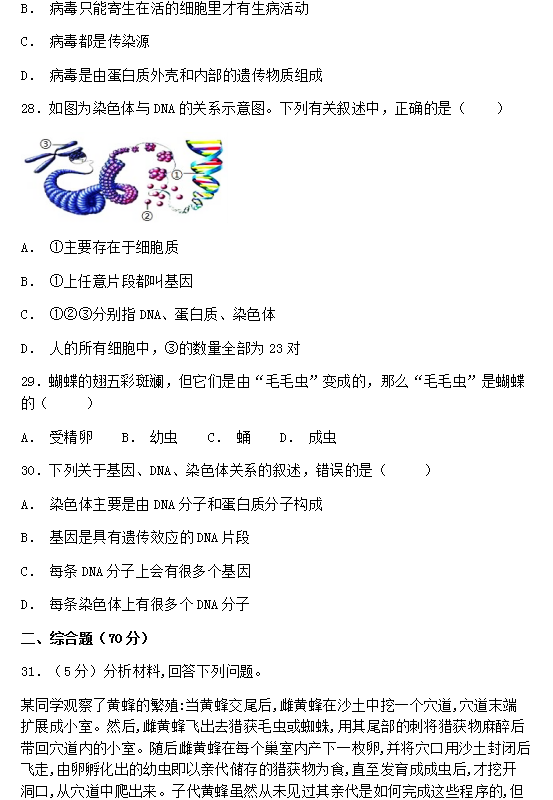 B． 病毒只能寄生在活的细胞里才有生病活动
C． 病毒都是传染源
D． 病毒是由蛋白质外壳和内部的遗传物质组成
28．如图为染色体与DNA的关系示意图。下列有关叙述中，正确的是（　　）
③
①
②
A． ①主要存在于细胞质
B． ①上任意片段都叫基因
C． ①②③分别指DNA、蛋白质、染色体
D． 人的所有细胞中，③的数量全部为23对
29．蝴蝶的翅五彩斑澜，但它们是由“毛毛虫”变成的，那么“毛毛虫”是蝴蝶
的（　　）
A． 受精卵　B． 幼虫　C． 蛹　D． 成虫
30．下列关于基因、DNA、染色体关系的叙述，错误的是（　　）
A． 染色体主要是由DNA分子和蛋白质分子构成
B． 基因是具有遗传效应的DNA片段
C． 每条DNA分子上会有很多个基因
D． 每条染色体上有很多个DNA分子
二、综合题（70分）
31．（5分）分析材料,回答下列问题。
某同学观察了黄蜂的繁殖:当黄蜂交尾后,雌黄蜂在沙土中挖一个穴道,穴道末端
扩展成小室。然后,雌黄蜂飞出去猎获毛虫或蜘蛛,用其尾部的刺将猎获物麻醉后
带回穴道内的小室。随后雌黄蜂在每个巢室内产下一枚卵,并将穴口用沙土封闭后
飞走,由卵孵化出的幼虫即以亲代储存的猎获物为食,直至发育成成虫后,才挖开
洞口,从穴道中爬出来。子代黄蜂虽然从未见过其亲代是如何完成这些程序的,但